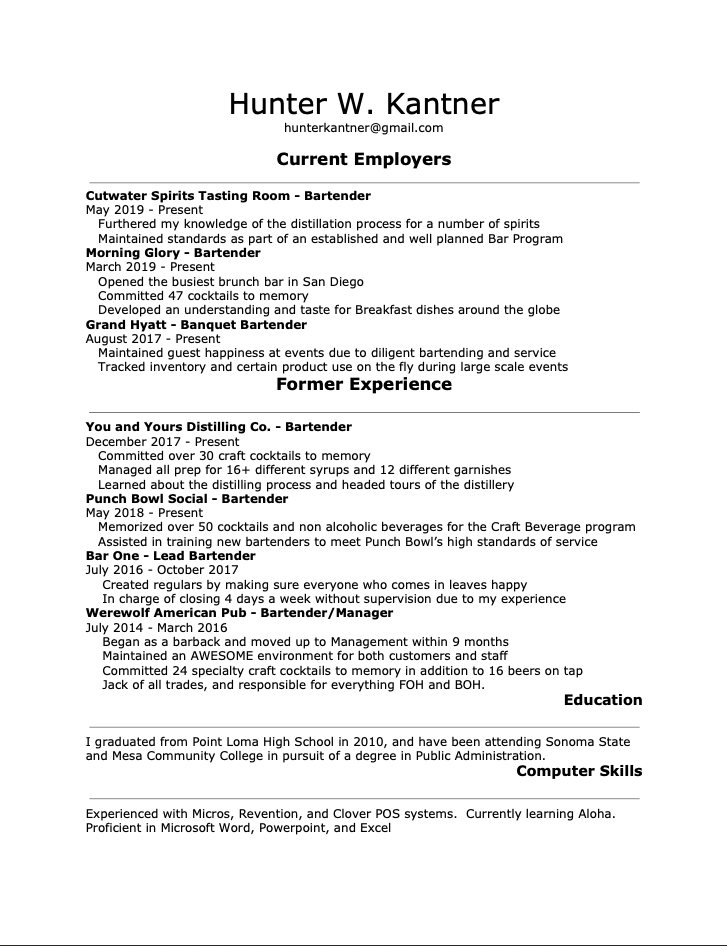 Hunter W. Kantner
hunterkantner@gmail.com
Current Employers
Cutwater Spirits Tasting Room - Bartender
May 2019 - Present
Furthered my knowledge of the distillation process for a number of spirits
Maintained standards as part of an established and well planned Bar Program
Morning Glory - Bartender
March 2019 - Present
Opened the busiest brunch bar in San Diego
Committed 47 cocktails to memory
Developed an understanding and taste for Breakfast dishes around the globe
Grand Hyatt - Banquet Bartender
August 2017 - Present
Maintained guest happiness at events due to diligent bartending and service
Tracked inventory and certain product use on the fly during large scale events
Former Experience
You and Yours Distilling Co. - Bartender
December 2017 - Present
Committed over 30 craft cocktails to memory
Managed all prep for 16+ different syrups and 12 different garnishes
Learned about the distilling process and headed tours of the distillery
Punch Bowl Social - Bartender
May 2018 - Present
Memorized over 50 cocktails and non alcoholic beverages for the Craft Beverage program
Assisted in training new bartenders to meet Punch Bowl’s high standards of service
Bar One - Lead Bartender
July 2016 - October 2017
Created regulars by making sure everyone who comes in leaves happy
In charge of closing 4 days a week without supervision due to my experience
Werewolf American Pub - Bartender/Manager
July 2014 - March 2016
Began as a barback and moved up to Management within 9 months
Maintained an AWESOME environment for both customers and staff
Committed 24 specialty craft cocktails to memory in addition to 16 beers on tap
Jack of all trades, and responsible for everything FOH and BOH.
Education
I graduated from Point Loma High School in 2010, and have been attending Sonoma State
and Mesa Community College in pursuit of a degree in Public Administration.
Computer Skills
Experienced with Micros, Revention, and Clover POS systems.  Currently learning Aloha.
Proficient in Microsoft Word, Powerpoint, and Excel